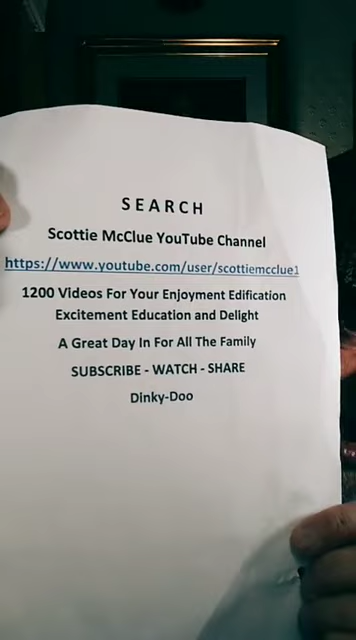 SEARCH
Scottie McClue YouTube Channel
https://www.youtube.com/user/scottiemcclue1
1200 Videos For Your Enjoyment Edification
Excitement Education and Delight
A Great Day In For All The Family
SUBSCRIBE - WATCH - SHARE
Dinky-Doo